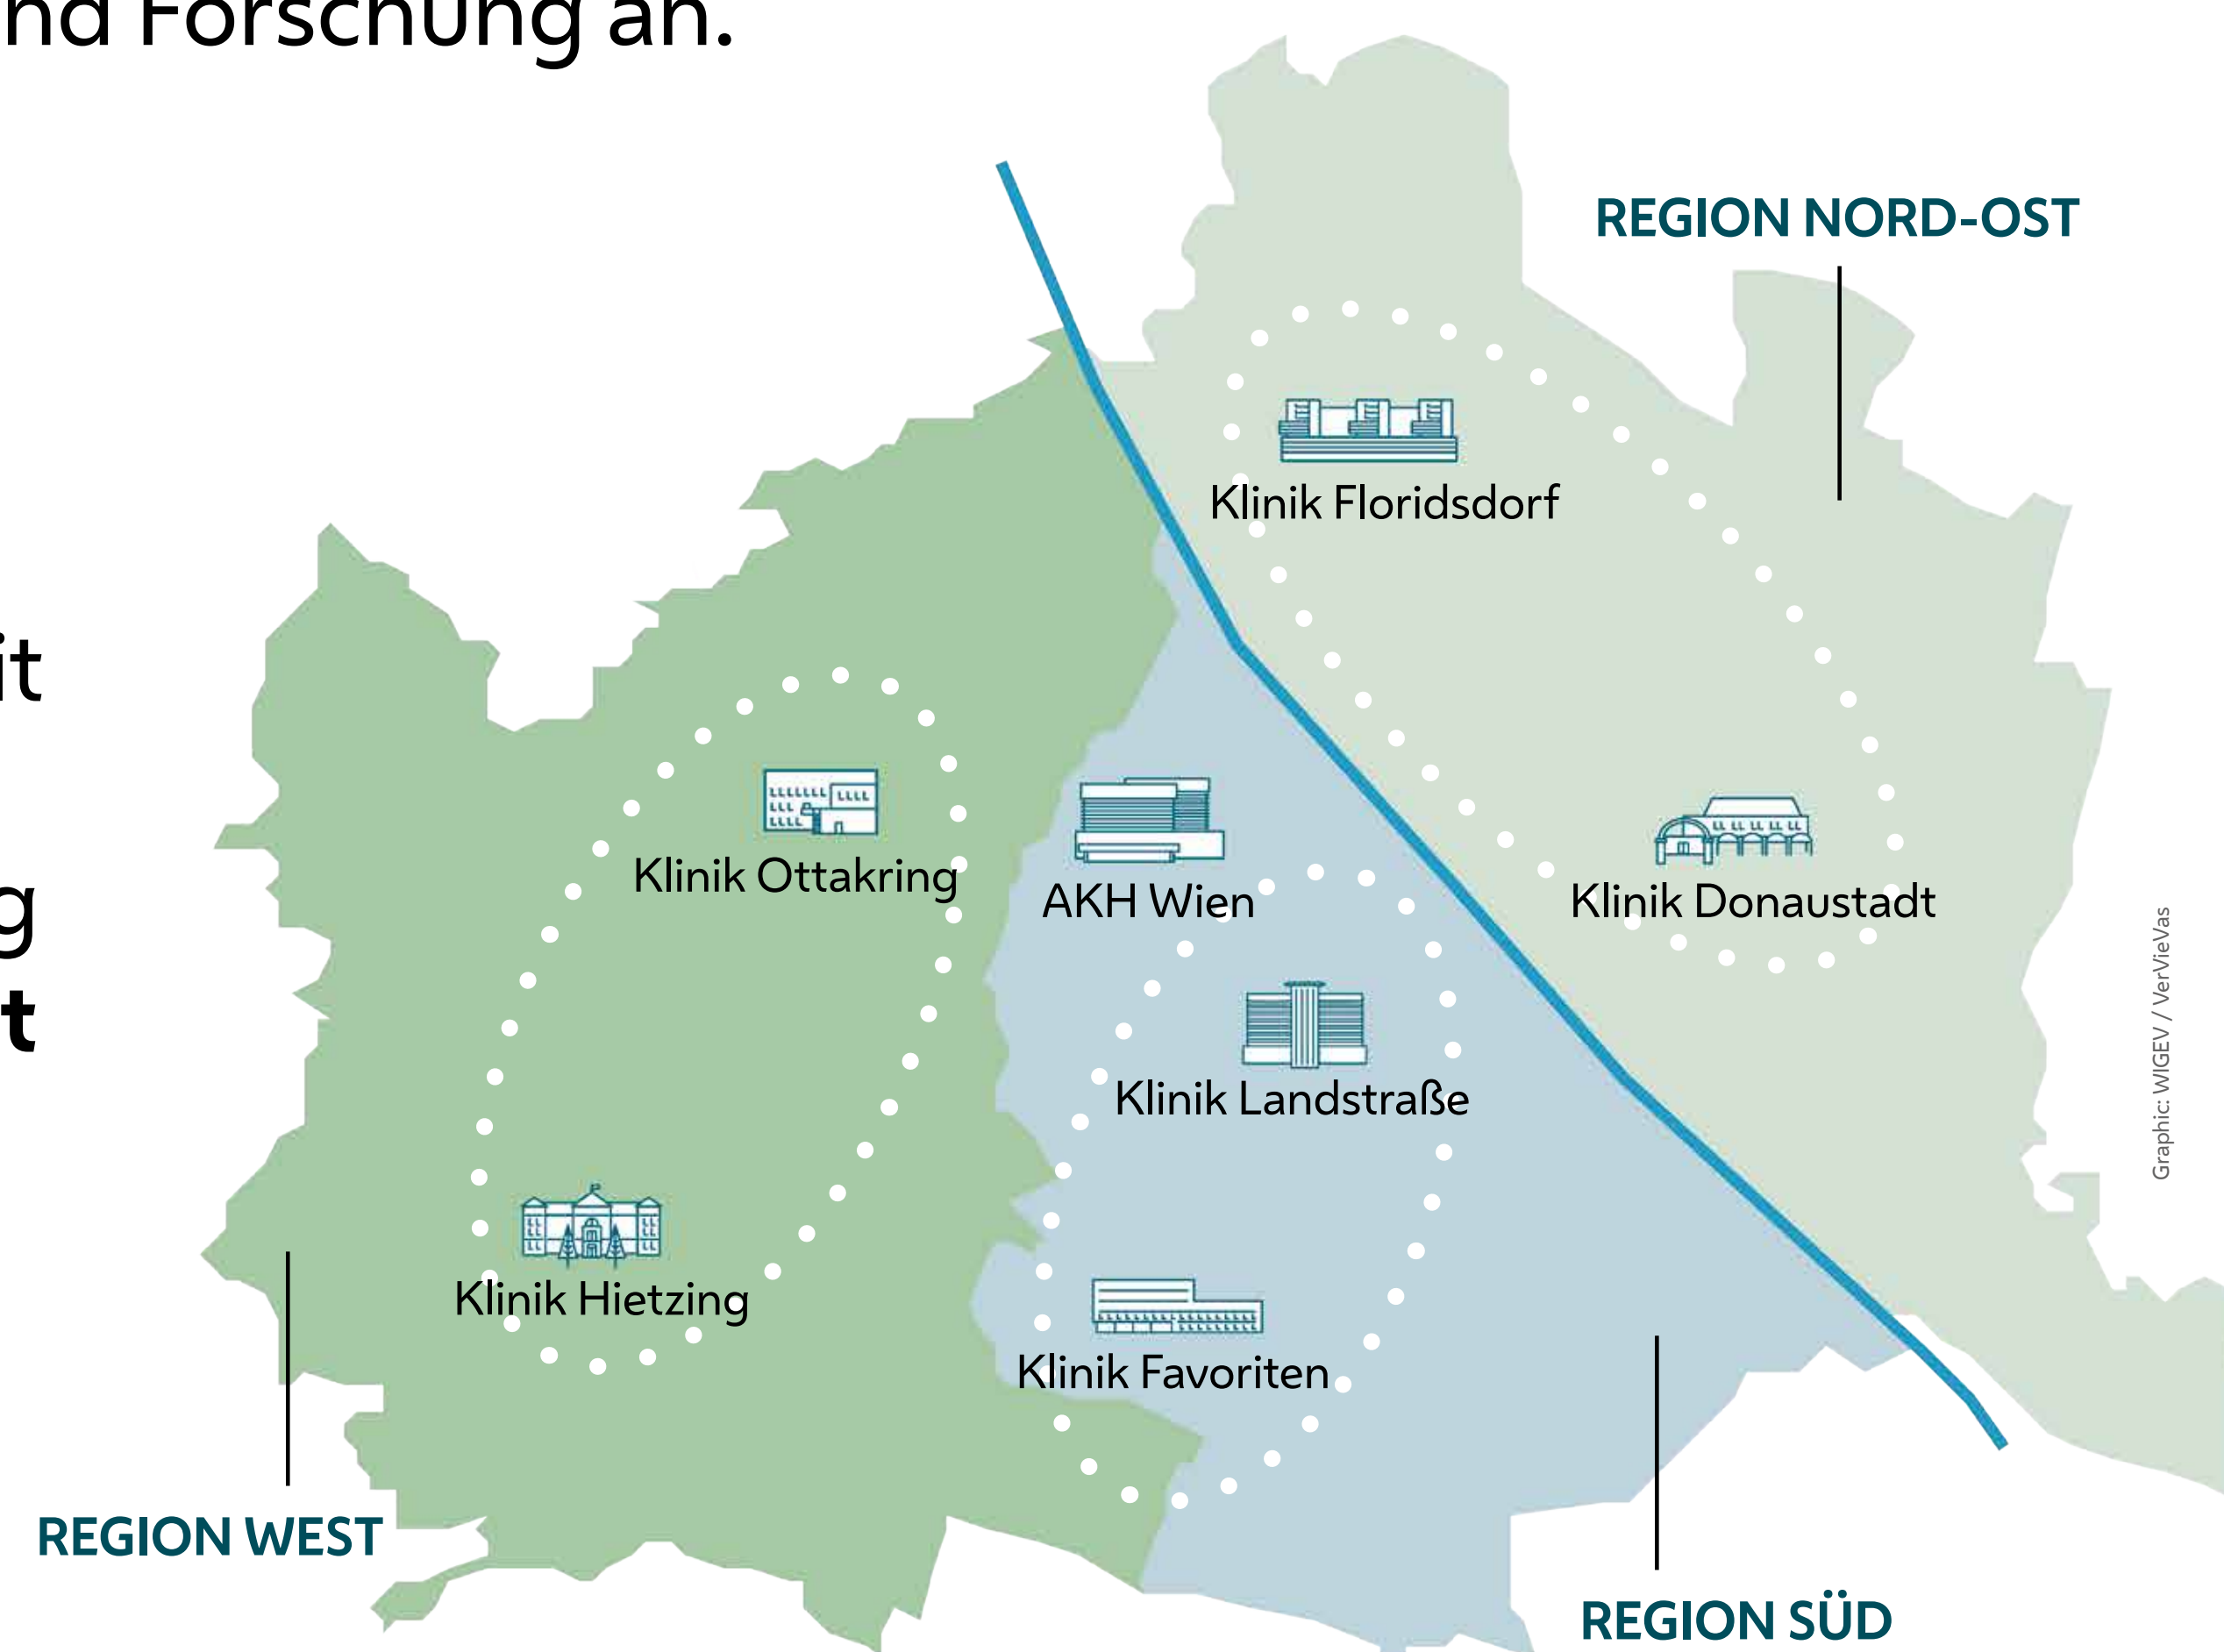 nd Forschung an.
REGION NORD-OST
Klinik Floridsdorf
it
Klinik Ottakring
AKH Wien
Klinik Donaustadt
g
t
Klinik Landstraße
Graphic: WIGEV / VerVieVas
Klinik Hietzing
Klinik Favoriten
REGION WEST
REGION SÜD